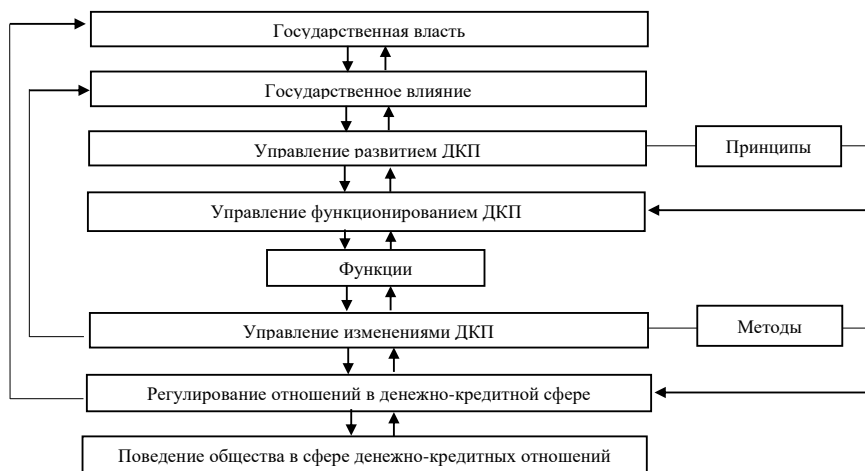 Государственная власть
Государственное влияние
Управление развитием ДКП
Принципы
Управление функционированием ДКП
Функции
Управление изменениями ДКП
Методы
Регулирование отношений в денежно-кредитной сфере
Поведение общества в сфере денежно-кредитных отношений